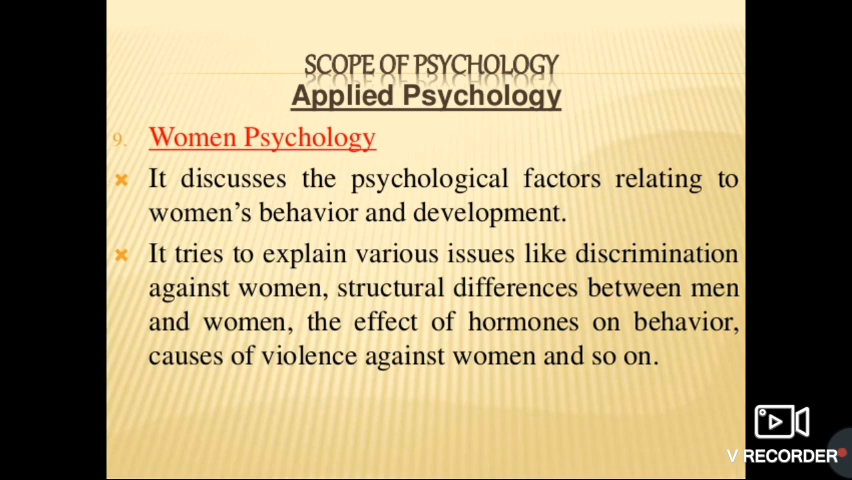 SCOPE OF PSYCHOLOGY
Applied Psychology
9. Women Psychology
It discusses the psychological factors relating to
women's behavior and development.
It tries to explain various issues like discrimination
against women, structural differences between men
and women, the effect of hormones on behavior,
causes of violence against women and so on.
V RECORDER